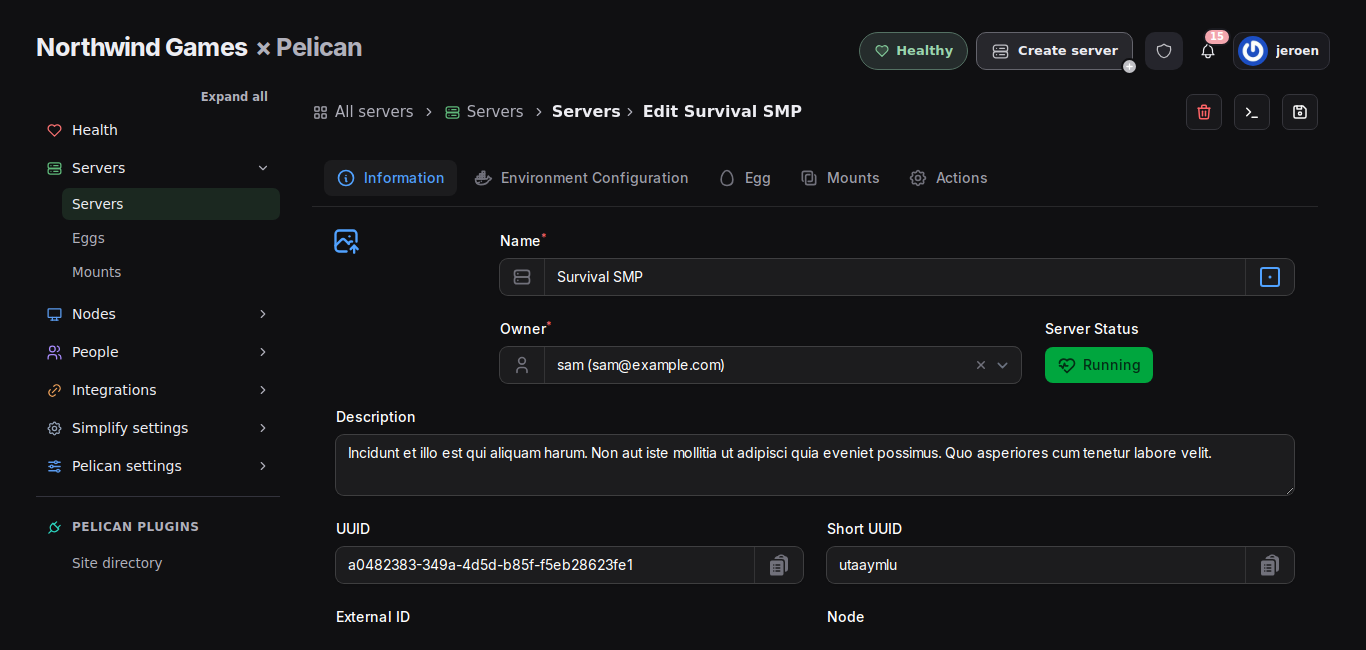 Northwind Games × Pelican
Healthy
Create server
15
jeroen
Expand all
Health
Servers
Servers
Eggs
Mounts
Nodes
People
Integrations
Simplify settings
Pelican settings
PELICAN PLUGINS
Site directory
All servers > Servers > Servers > Edit Survival SMP
Information
Environment Configuration
Egg
Mounts
Actions
Name*
Survival SMP
Owner*
Server Status
sam (sam@example.com)
Running
Description
Incidunt et illo est qui aliquam harum. Non aut iste mollitia ut adipisci quia eveniet possimus. Quo asperiores cum tenetur labore velit.
UUID
Short UUID
a0482383-349a-4d5d-b85f-f5eb28623fe1
utaaymlu
External ID
Node